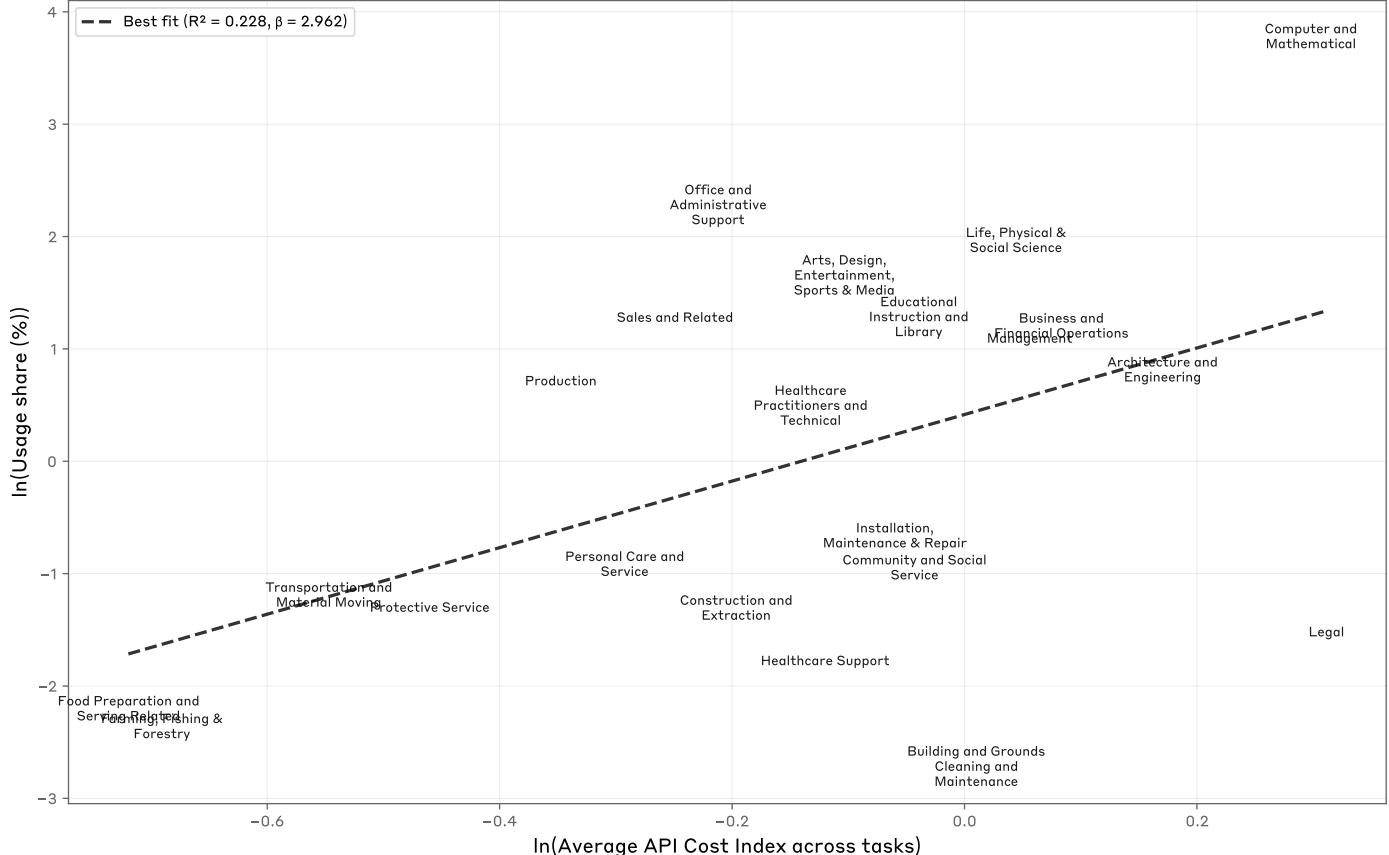 Best fit (R² = 0.228, β = 2.962)
4
3
2
1
0
−1
−2
−3
ln(Usage share (%))
Computer and
Mathematical
Office and
Administrative
Support
Life, Physical &
Social Science
Arts, Design,
Entertainment,
Sports & Media
Educational
Instruction and
Library
Sales and Related
Business and
Financial Operations
Management
Architecture and
Engineering
Production
Healthcare
Practitioners and
Technical
Installation,
Maintenance & Repair
Community and Social
Service
Personal Care and
Service
Transportation and
Material Moving
Protective Service
Construction and
Extraction
Legal
Healthcare Support
Food Preparation and
Serving Related
Farming, Fishing &
Forestry
Building and Grounds
Cleaning and
Maintenance
−0.6
−0.4
−0.2
0.0
0.2
ln(Average API Cost Index across tasks)